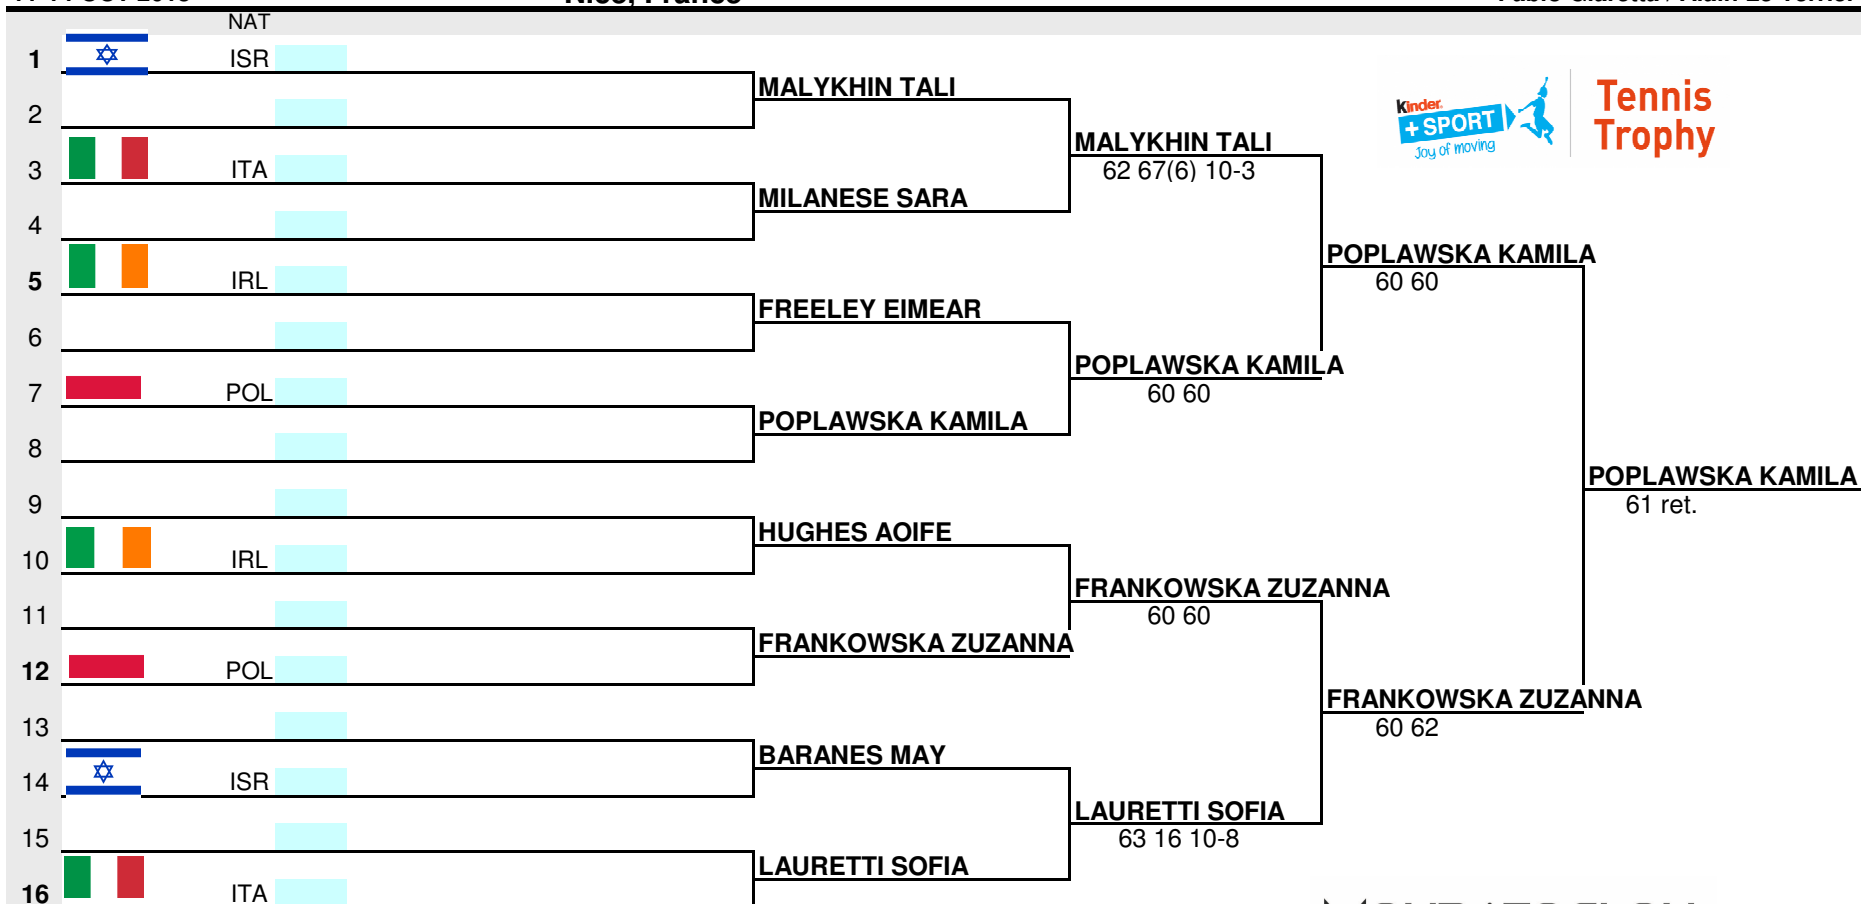 Nice, France
NAT
1 ISR
MALYKHIN TALI
2
MALYKHIN TALI
62 67(6) 10-3
3 ITA
MILANESE SARA
4
POPLAWSKA KAMILA
60 60
5 IRL
FREELEY EIMEAR
6
POPLAWSKA KAMILA
60 60
7 POL
POPLAWSKA KAMILA
8
POPLAWSKA KAMILA
61 ret.
9
HUGHES AOIFE
10 IRL
FRANKOWSKA ZUZANNA
60 60
11
FRANKOWSKA ZUZANNA
12 POL
FRANKOWSKA ZUZANNA
60 62
13
BARANES MAY
14 ISR
LAURETTI SOFIA
63 16 10-8
15
LAURETTI SOFIA
16 ITA
Kinder
+SPORT
Joy of moving
Tennis
Trophy